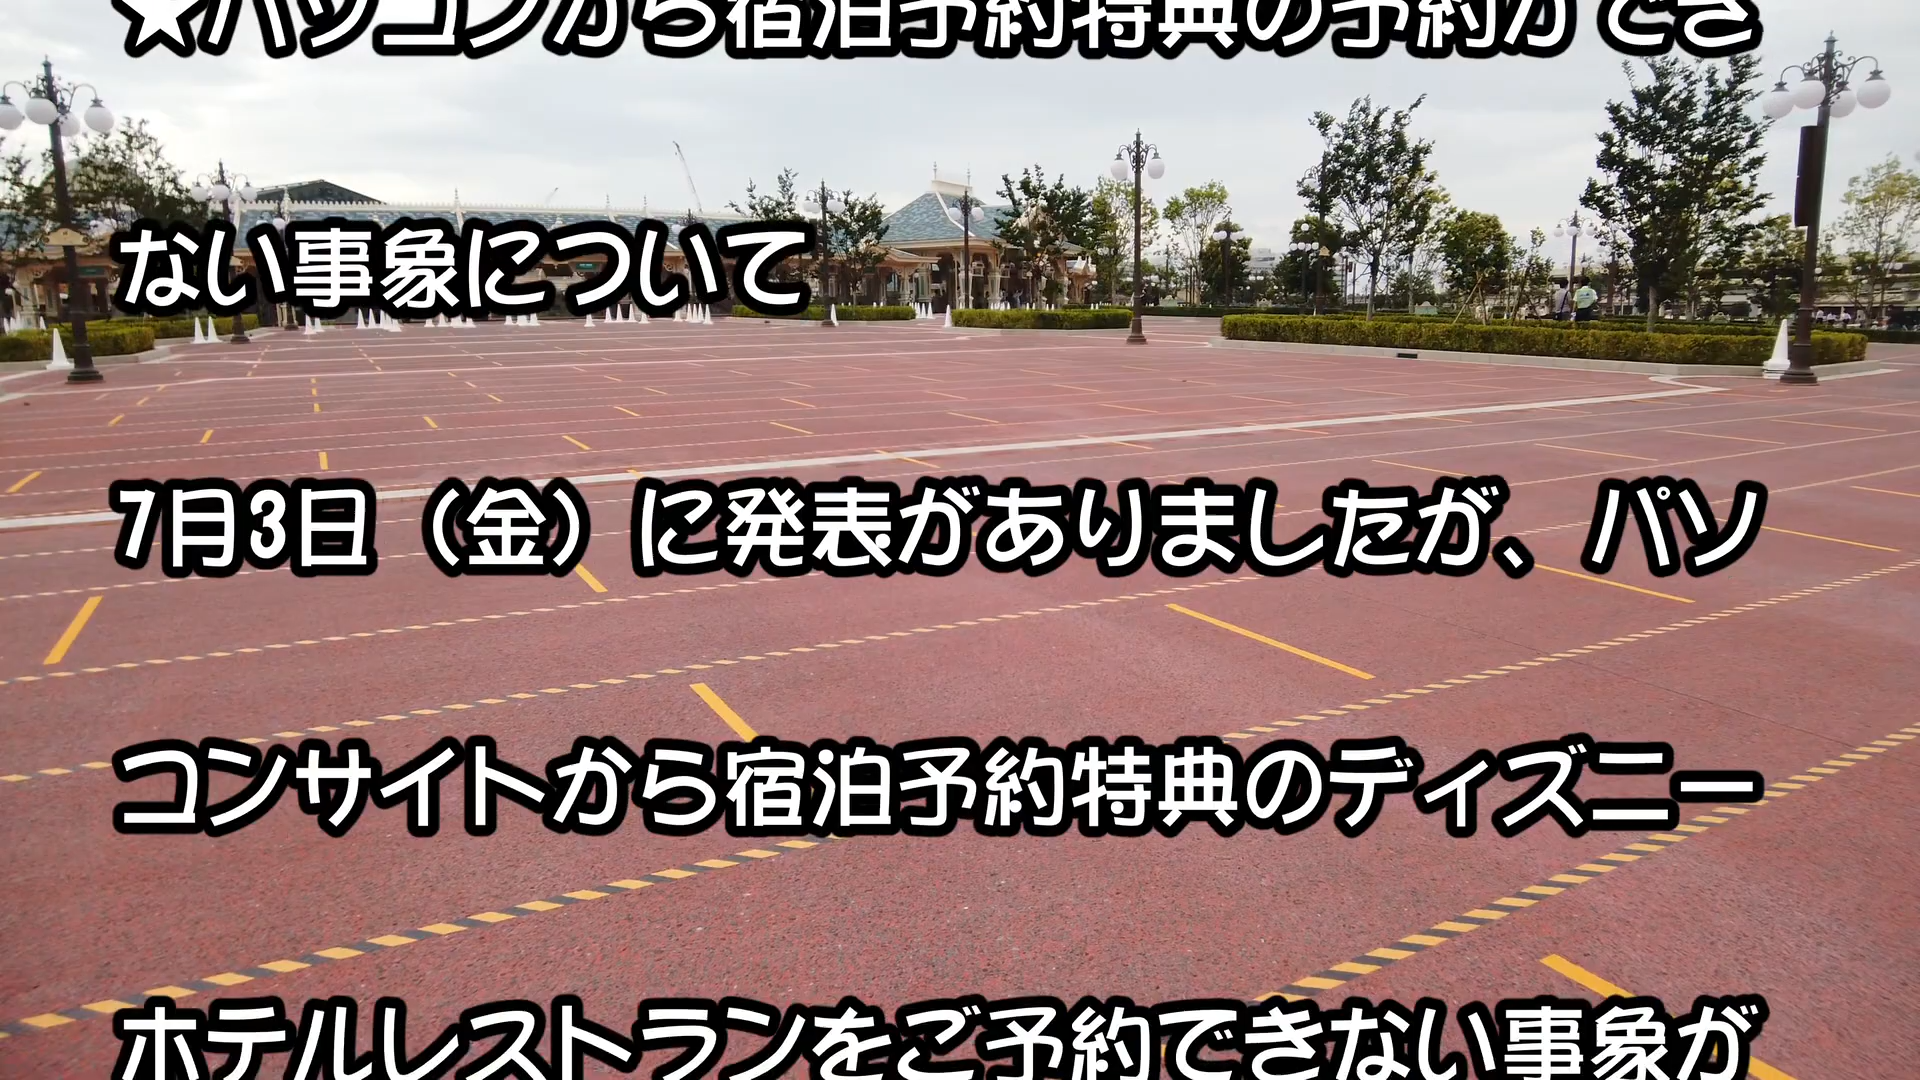 ★パソコンから宿泊予約特典の予約ができ
ない事象について
7月3日（金）に発表がありましたが、パソ
コンサイトから宿泊予約特典のディズニー
ホテルレストランをご予約できない事象が